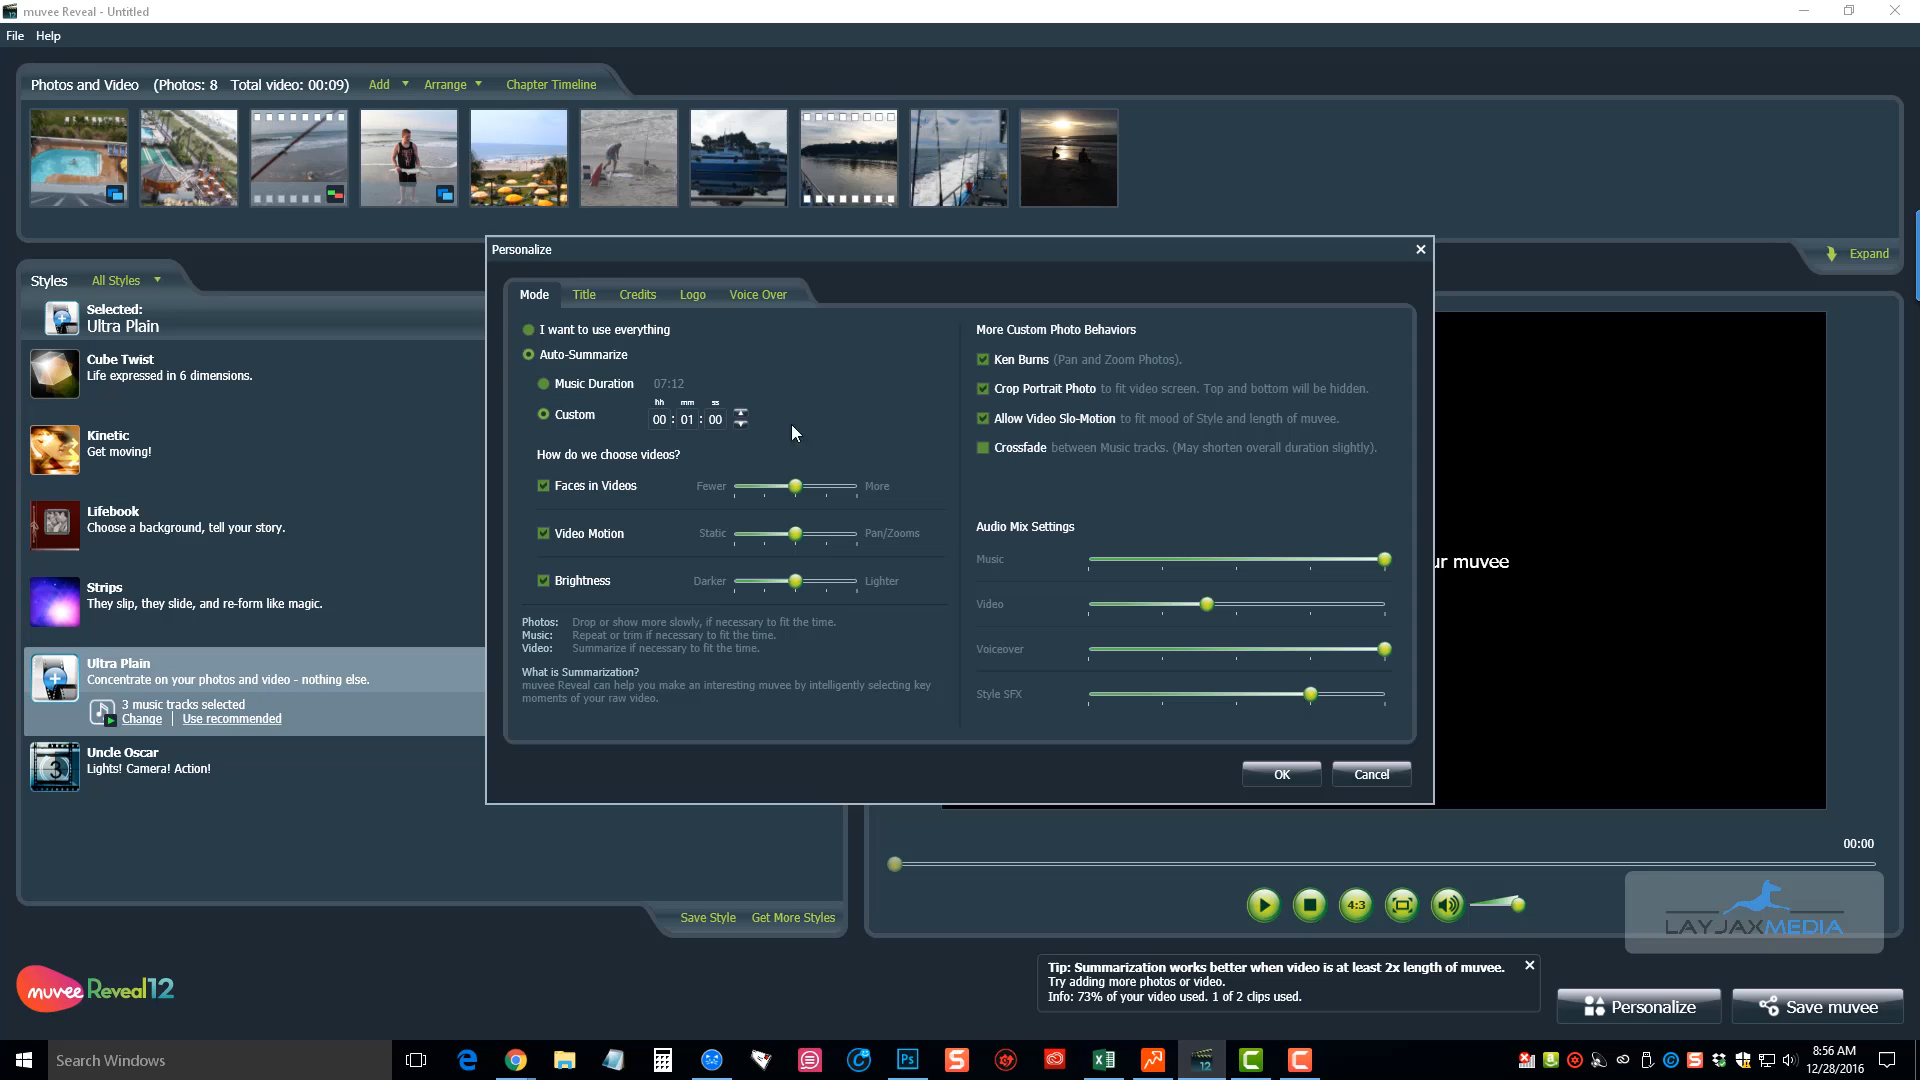 muvee Reveal - Untitled
File Help
Photos and Video (Photos: 8 Total video: 00:09) Add Arrange Chapter Timeline
Expand
Styles All Styles
Selected:
Ultra Plain
Cube Twist
Life expressed in 6 dimensions.
Kinetic
Get moving!
Lifebook
Choose a background, tell your story.
Strips
They slip, they slide, and re-form like magic.
Ultra Plain
Concentrate on your photos and video - nothing else.
3 music tracks selected
Change | Use recommended
Uncle Oscar
Lights! Camera! Action!
Save Style Get More Styles
Personalize
Mode Title Credits Logo Voice Over
I want to use everything
Auto-Summarize
Music Duration 07:12
hh mm ss
Custom 00 : 01 : 00
How do we choose videos?
Faces in Videos Fewer More
Video Motion Static Pan/Zooms
Brightness Darker Lighter
Photos: Drop or show more slowly, if necessary to fit the time.
Music: Repeat or trim if necessary to fit the time.
Video: Summarize if necessary to fit the time.
What is Summarization?
muvee Reveal can help you make an interesting muvee by intelligently selecting key
moments of your raw video.
More Custom Photo Behaviors
Ken Burns (Pan and Zoom Photos).
Crop Portrait Photo to fit video screen. Top and bottom will be hidden.
Allow Video Slo-Motion to fit mood of Style and length of muvee.
Crossfade between Music tracks. (May shorten overall duration slightly).
Audio Mix Settings
Music
Video
Voiceover
Style SFX
OK Cancel
ur muvee
00:00
4:3
LAYJAXMEDIA
muvee Reveal12
Tip: Summarization works better when video is at least 2x length of muvee.
Try adding more photos or video.
Info: 73% of your video used. 1 of 2 clips used.
Personalize Save muvee
Search Windows
Ps
12
8:56 AM
12/28/2016